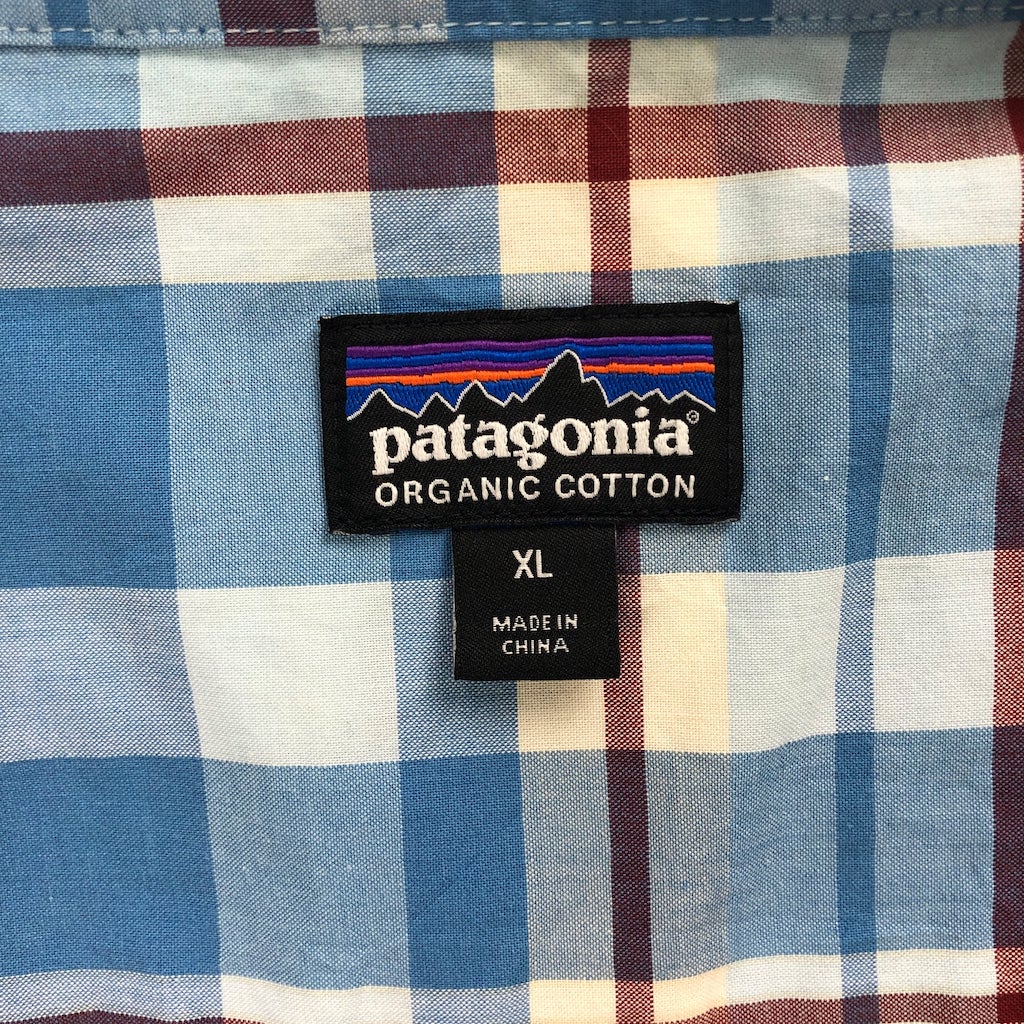 patagonia®
ORGANIC COTTON
XL
MADE IN
CHINA